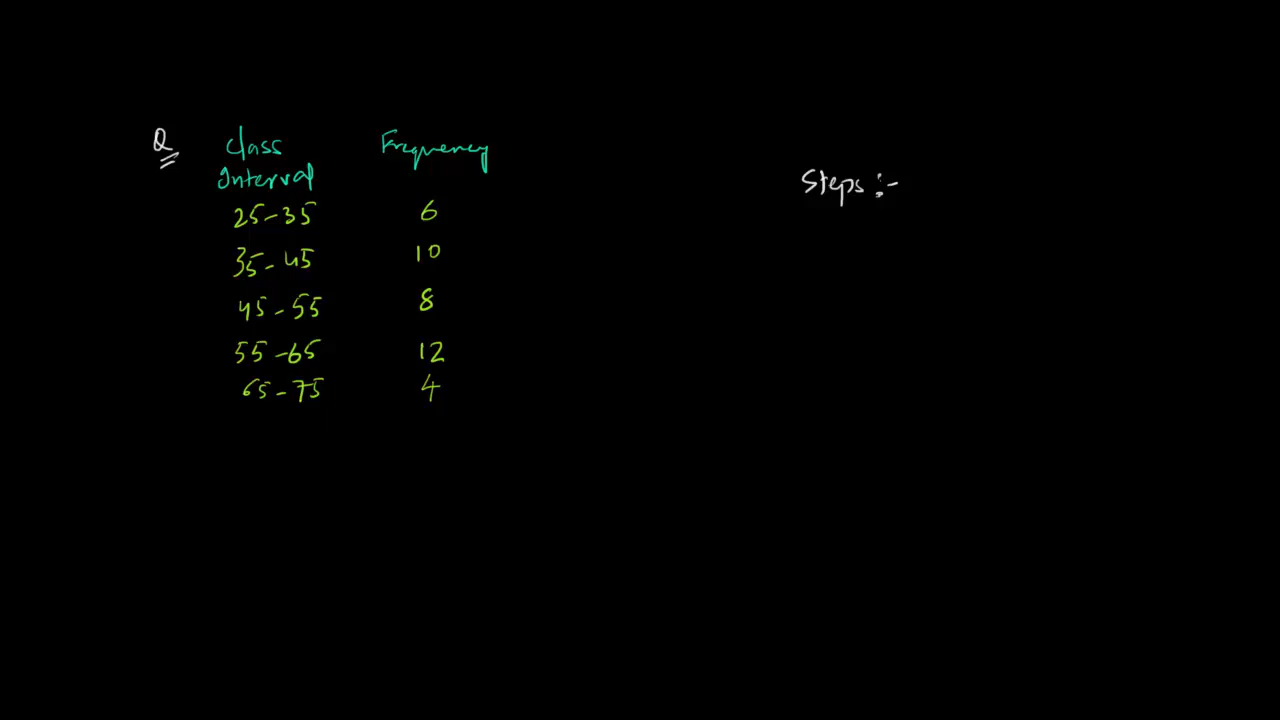 Q Class Interval Frequency
25-35 6
35-45 10
45-55 8
55-65 12
65-75 4
Steps :-